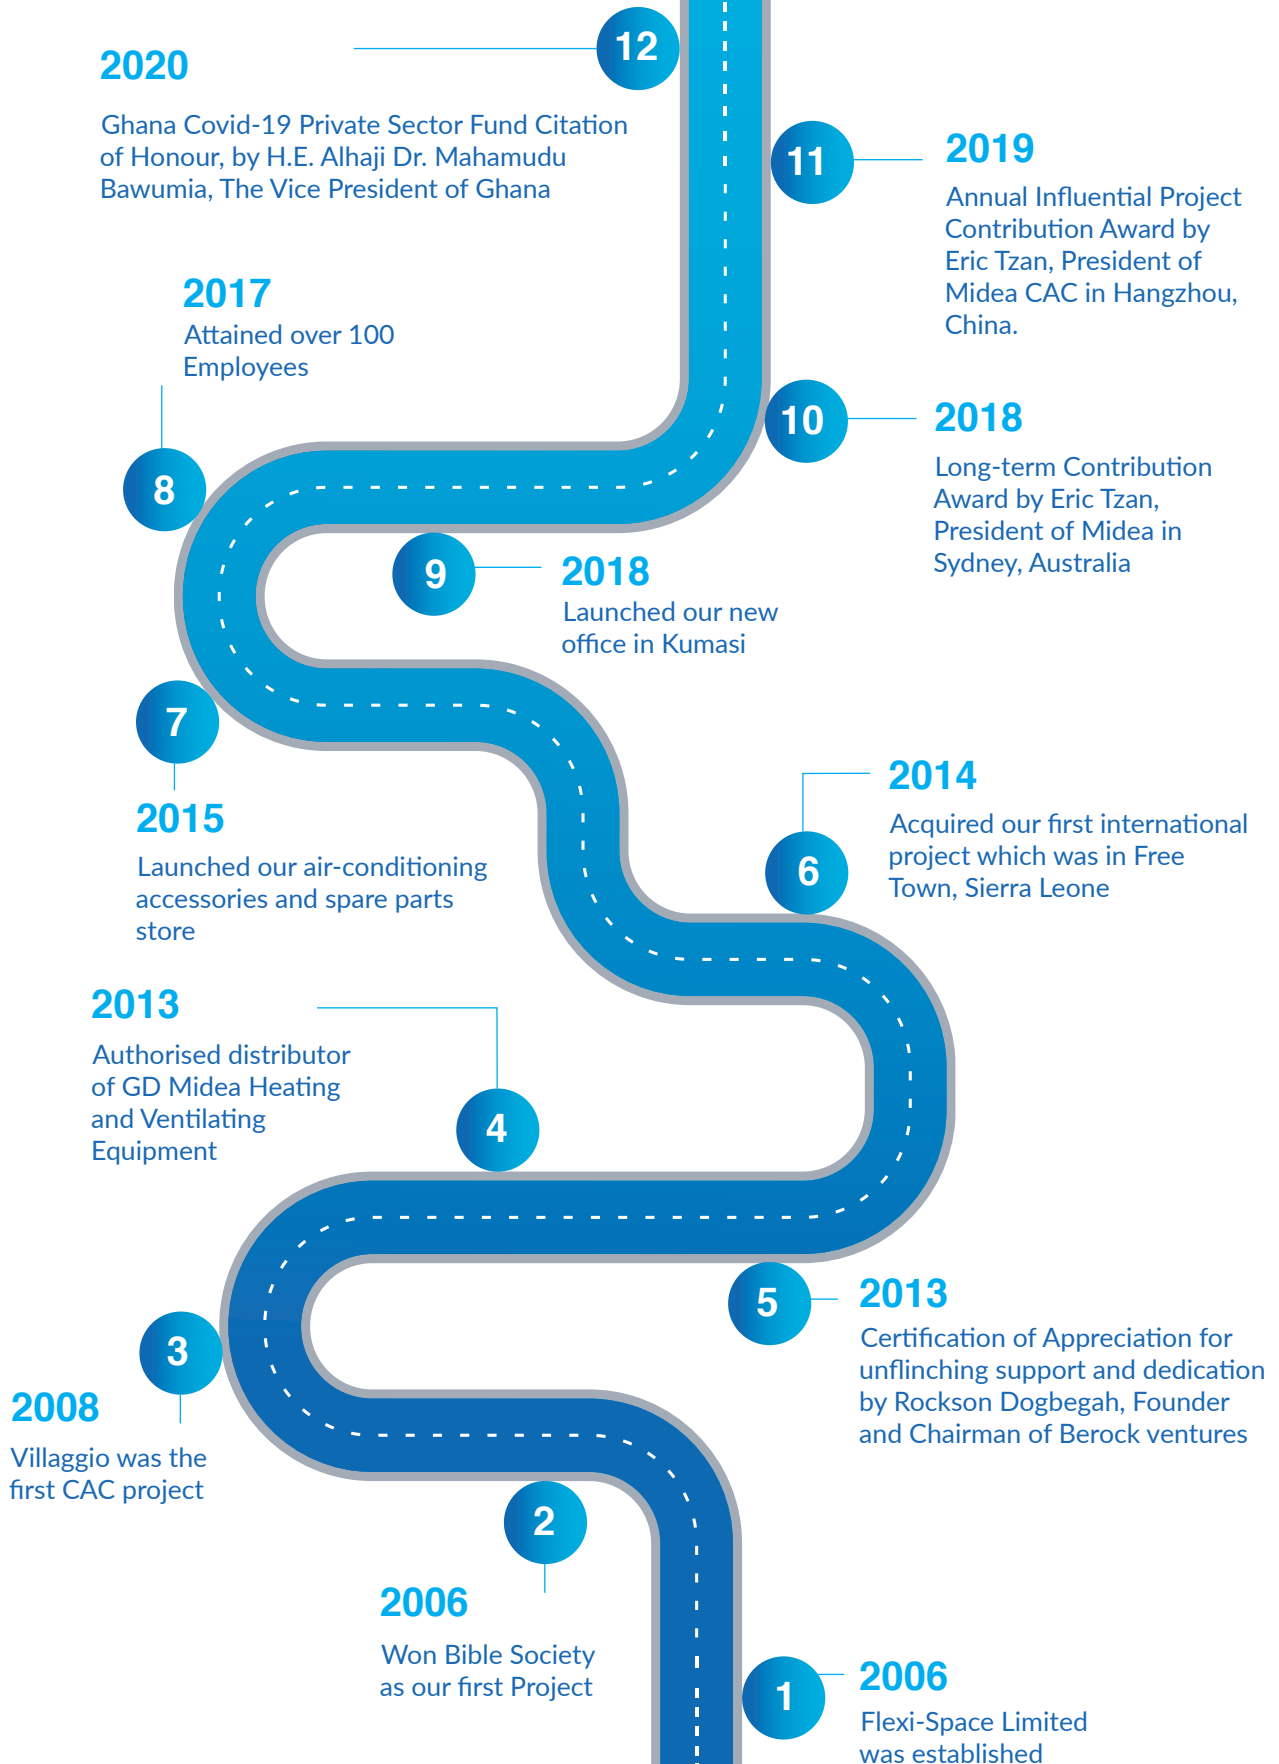 12
2020
Ghana Covid-19 Private Sector Fund Citation
of Honour, by H.E. Alhaji Dr. Mahamudu
Bawumia, The Vice President of Ghana
11
2019
Annual Influential Project
Contribution Award by
Eric Tzan, President of
Midea CAC in Hangzhou,
China.
2017
Attained over 100
Employees
8
10
2018
Long-term Contribution
Award by Eric Tzan,
President of Midea in
Sydney, Australia
9
2018
Launched our new
office in Kumasi
7
2015
Launched our air-conditioning
accessories and spare parts
store
6
2014
Acquired our first international
project which was in Free
Town, Sierra Leone
2013
Authorised distributor
of GD Midea Heating
and Ventilating
Equipment
4
5
2013
Certification of Appreciation for
unflinching support and dedication
by Rockson Dogbegah, Founder
and Chairman of Berock ventures
3
2008
Villaggio was the
first CAC project
2
2006
Won Bible Society
as our first Project
1
2006
Flexi-Space Limited
was established